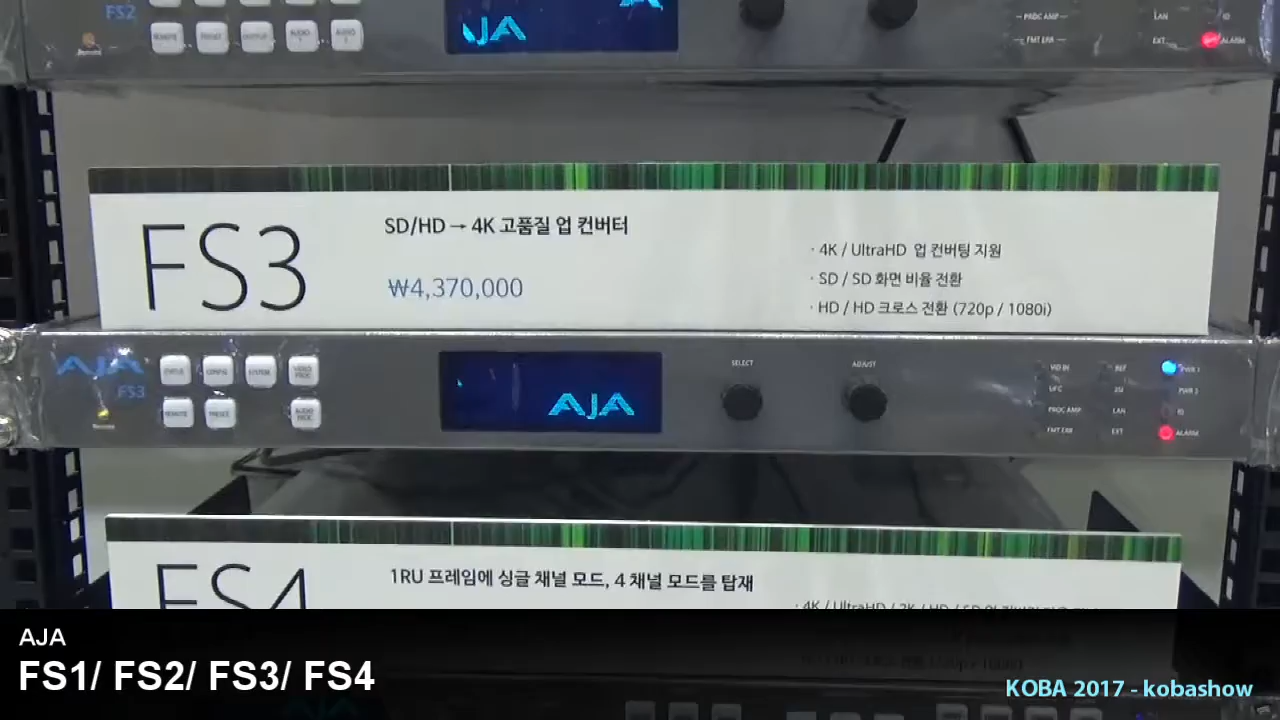 FS2
AJA
PROC AMP
LAN
FMT ERR
EXT
ALARM
FS3
SD/HD → 4K 고품질 업 컨버터
₩4,370,000
· 4K / UltraHD 업 컨버팅 지원
· SD / SD 화면 비율 전환
· HD / HD 크로스 전환 (720p / 1080i)
AJA
FS3
STATUS
CONFIG
SYSTEM
VIDEO PROC
REMOTE
PRESET
AUDIO PROC
AJA
SELECT
ADJUST
VID IN
REF
PWR 1
UFC
PWR 2
PROC AMP
LAN
FMT ERR
EXT
ALARM
FS4
1RU 프레임에 싱글 채널 모드, 4 채널 모드를 탑재
AJA
FS1/ FS2/ FS3/ FS4
KOBA 2017 - kobashow